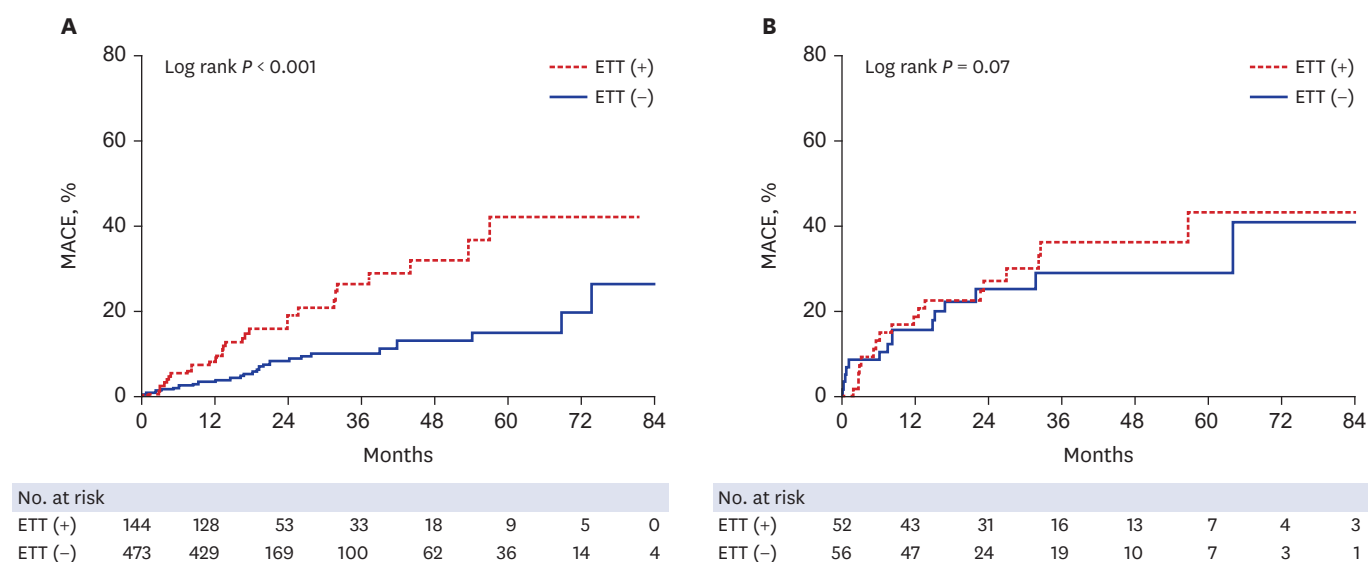 A
80
60
40
20
0
MACE, %
Log rank P < 0.001
ETT (+)
ETT (−)
0 12 24 36 48 60 72 84
Months
No. at risk
ETT (+) 144 128 53 33 18 9 5 0
ETT (−) 473 429 169 100 62 36 14 4
B
80
60
40
20
0
MACE, %
Log rank P = 0.07
ETT (+)
ETT (−)
0 12 24 36 48 60 72 84
Months
No. at risk
ETT (+) 52 43 31 16 13 7 4 3
ETT (−) 56 47 24 19 10 7 3 1